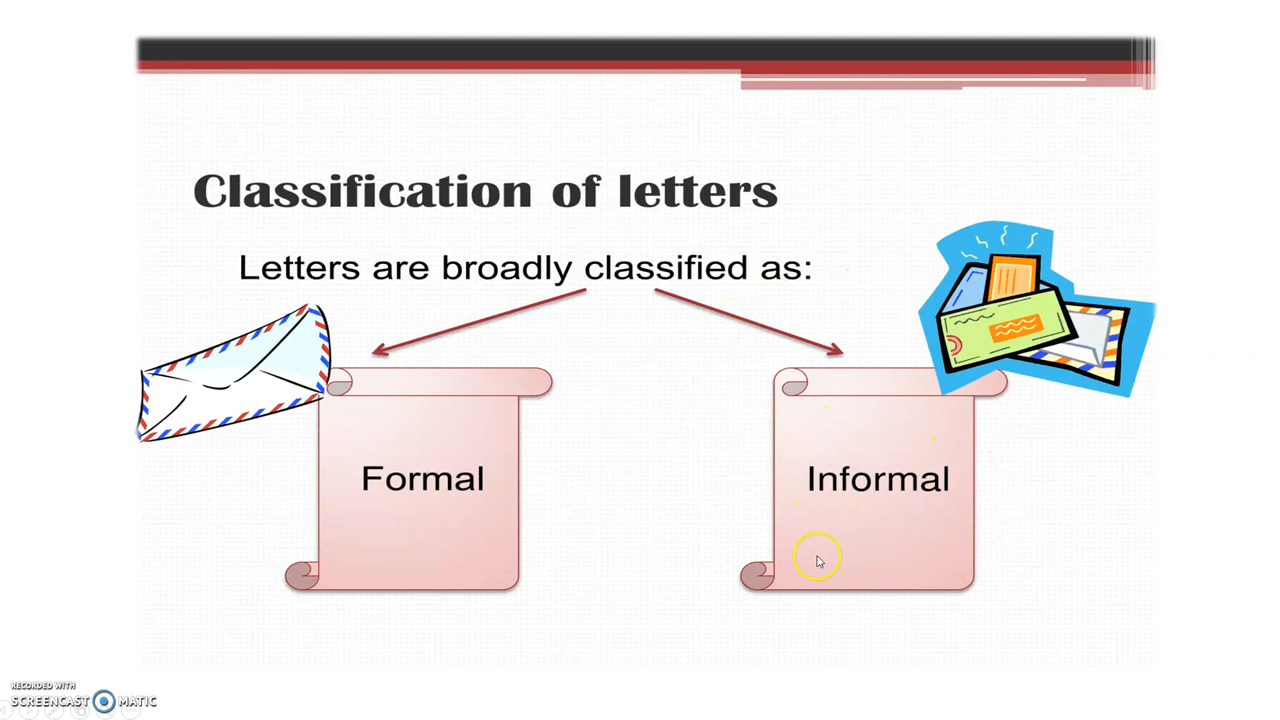 Classification of letters
Letters are broadly classified as:
Formal
Informal
RECORDED WITH
SCREENCAST MATIC